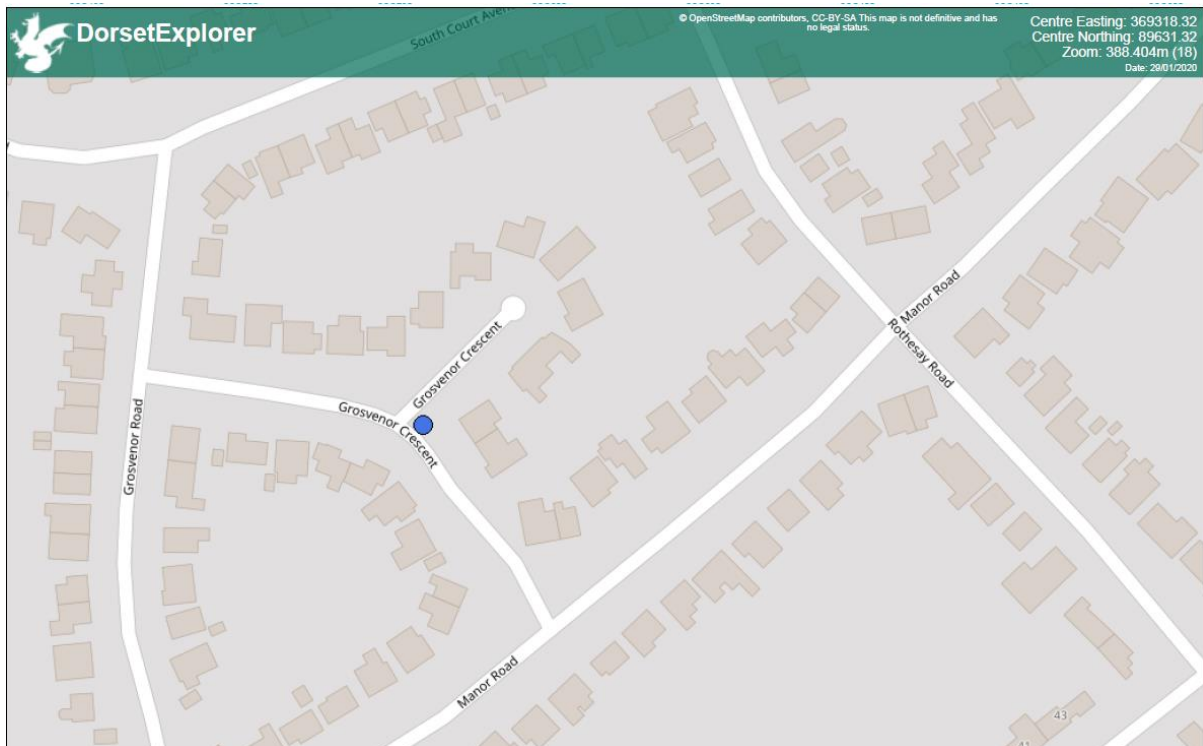 DorsetExplorer
© OpenStreetMap contributors, CC-BY-SA This map is not definitive and has
no legal status.
Centre Easting: 369318.32
Centre Northing: 89631.32
Zoom: 388.404m (18)
Date: 29/01/2020
South Court
Manor Road
Rothesay Road
Grosvenor Crescent
Grosvenor Crescent
Grosvenor Road
Manor Road
43